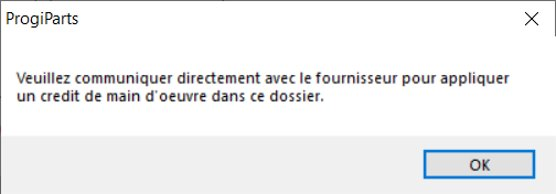 ProgiParts
Veuillez communiquer directement avec le fournisseur pour appliquer
un credit de main d'oeuvre dans ce dossier.
OK